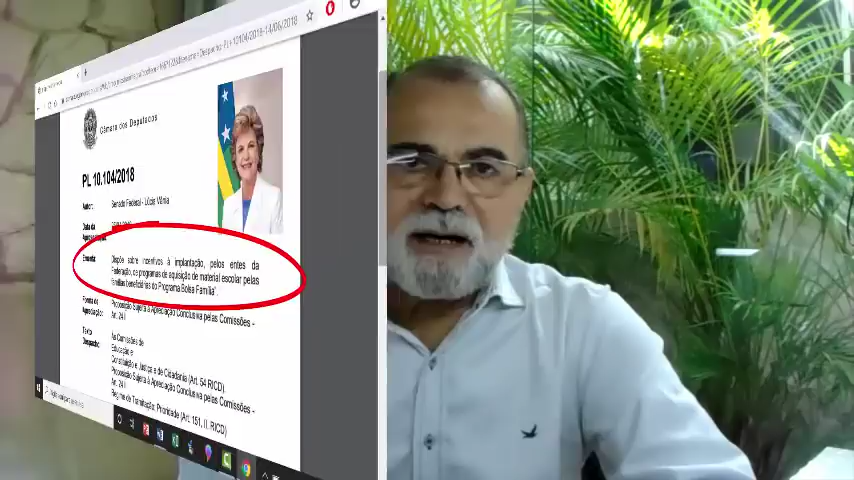 Câmara dos Deputados
PL 10.104/2018
Autor: Senado Federal - Lúcia Vânia
Data da
Ementa: Dispõe sobre incentivos à implantação, pelos entes da
Federação, de programas de aquisição de material escolar pelas
famílias beneficiárias do Programa Bolsa Família".
Forma de Proposição Sujeita à Apreciação Conclusiva pelas Comissões -
Apreciação: Art. 24 II
Texto
Despacho: Às Comissões de
Educação e
Constituição e Justiça e de Cidadania (Art. 54 RICD).
Proposição Sujeita à Apreciação Conclusiva pelas Comissões -
Art. 24 II
Regime de Tramitação: Prioridade (Art. 151, II, RICD)